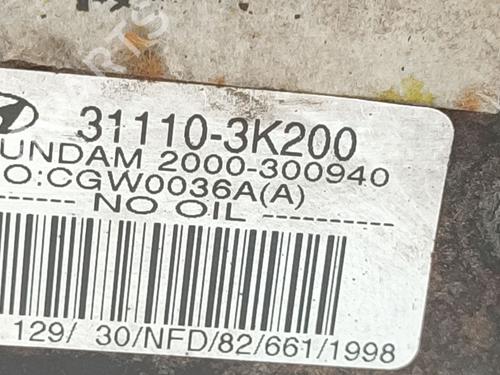 31110-3K200
UNDAM 2000-300940
O:CGW0036A(A)
------ NO OIL --------------
129/ 30/NFD/82/661/1998